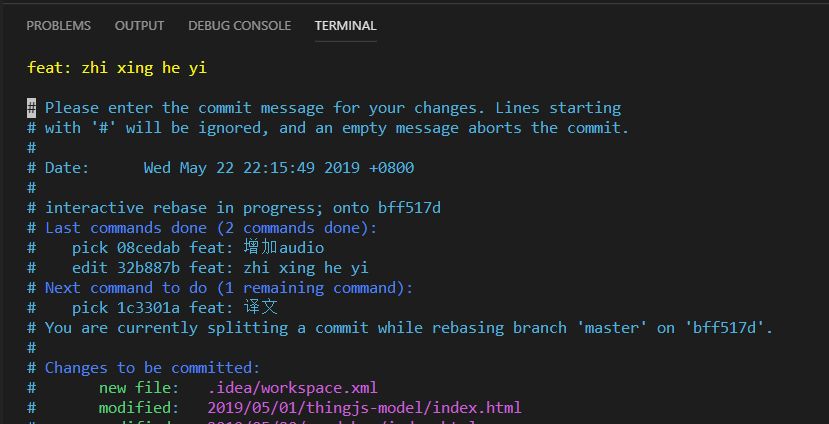 PROBLEMS OUTPUT DEBUG CONSOLE TERMINAL
feat: zhi xing he yi
# Please enter the commit message for your changes. Lines starting
# with '#' will be ignored, and an empty message aborts the commit.
#
# Date:      Wed May 22 22:15:49 2019 +0800
#
# interactive rebase in progress; onto bff517d
# Last commands done (2 commands done):
#    pick 08cedab feat: 增加audio
#    edit 32b887b feat: zhi xing he yi
# Next command to do (1 remaining command):
#    pick 1c3301a feat: 译文
# You are currently splitting a commit while rebasing branch 'master' on 'bff517d'.
#
# Changes to be committed:
#       new file:   .idea/workspace.xml
#       modified:   2019/05/01/thingjs-model/index.html